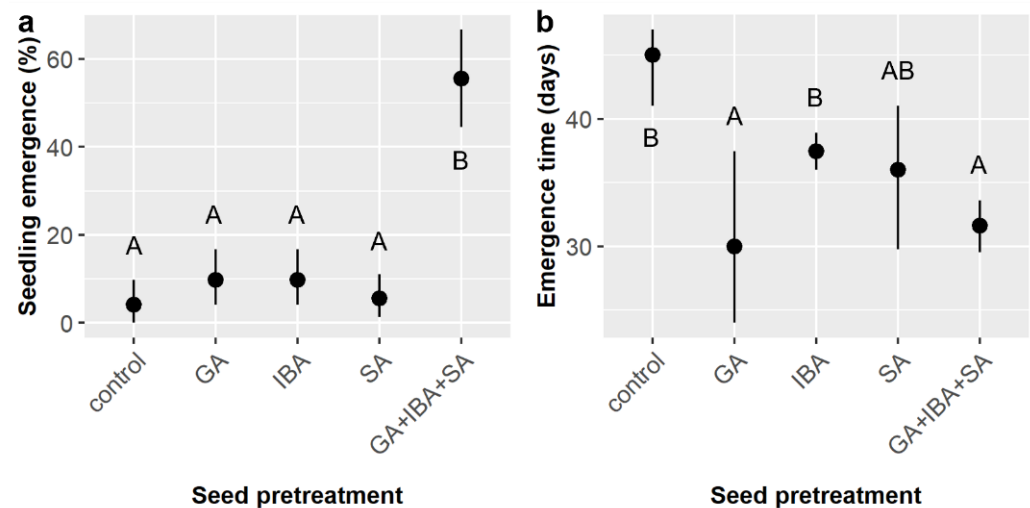 a
Seedling emergence (%)
60
40
20
0
A
A
A
A
B
control
GA
IBA
SA
GA+IBA+SA
Seed pretreatment
b
Emergence time (days)
40
30
B
A
B
AB
A
control
GA
IBA
SA
GA+IBA+SA
Seed pretreatment